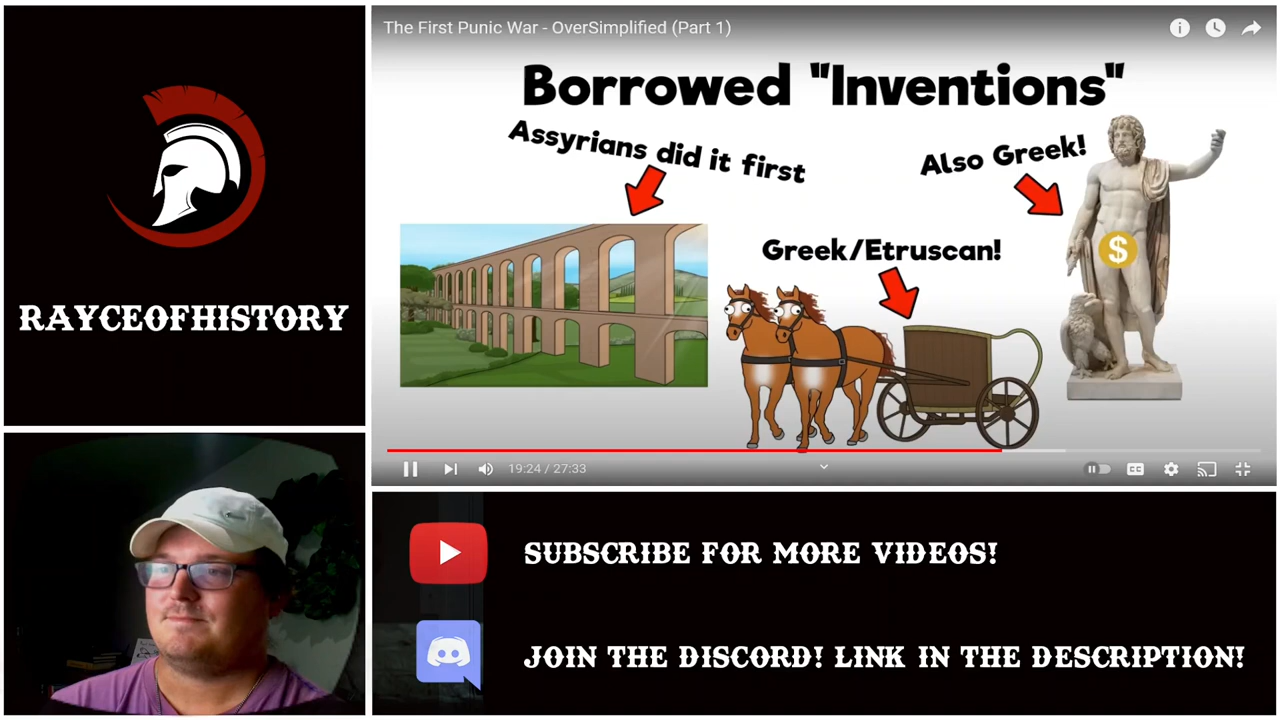 The First Punic War - OverSimplified (Part 1)
Borrowed "Inventions"
Assyrians did it first
Also Greek!
Greek/Etruscan!
$
RAYCEOFHISTORY
19:24 / 27:33
CC
SUBSCRIBE FOR MORE VIDEOS!
JOIN THE DISCORD! LINK IN THE DESCRIPTION!